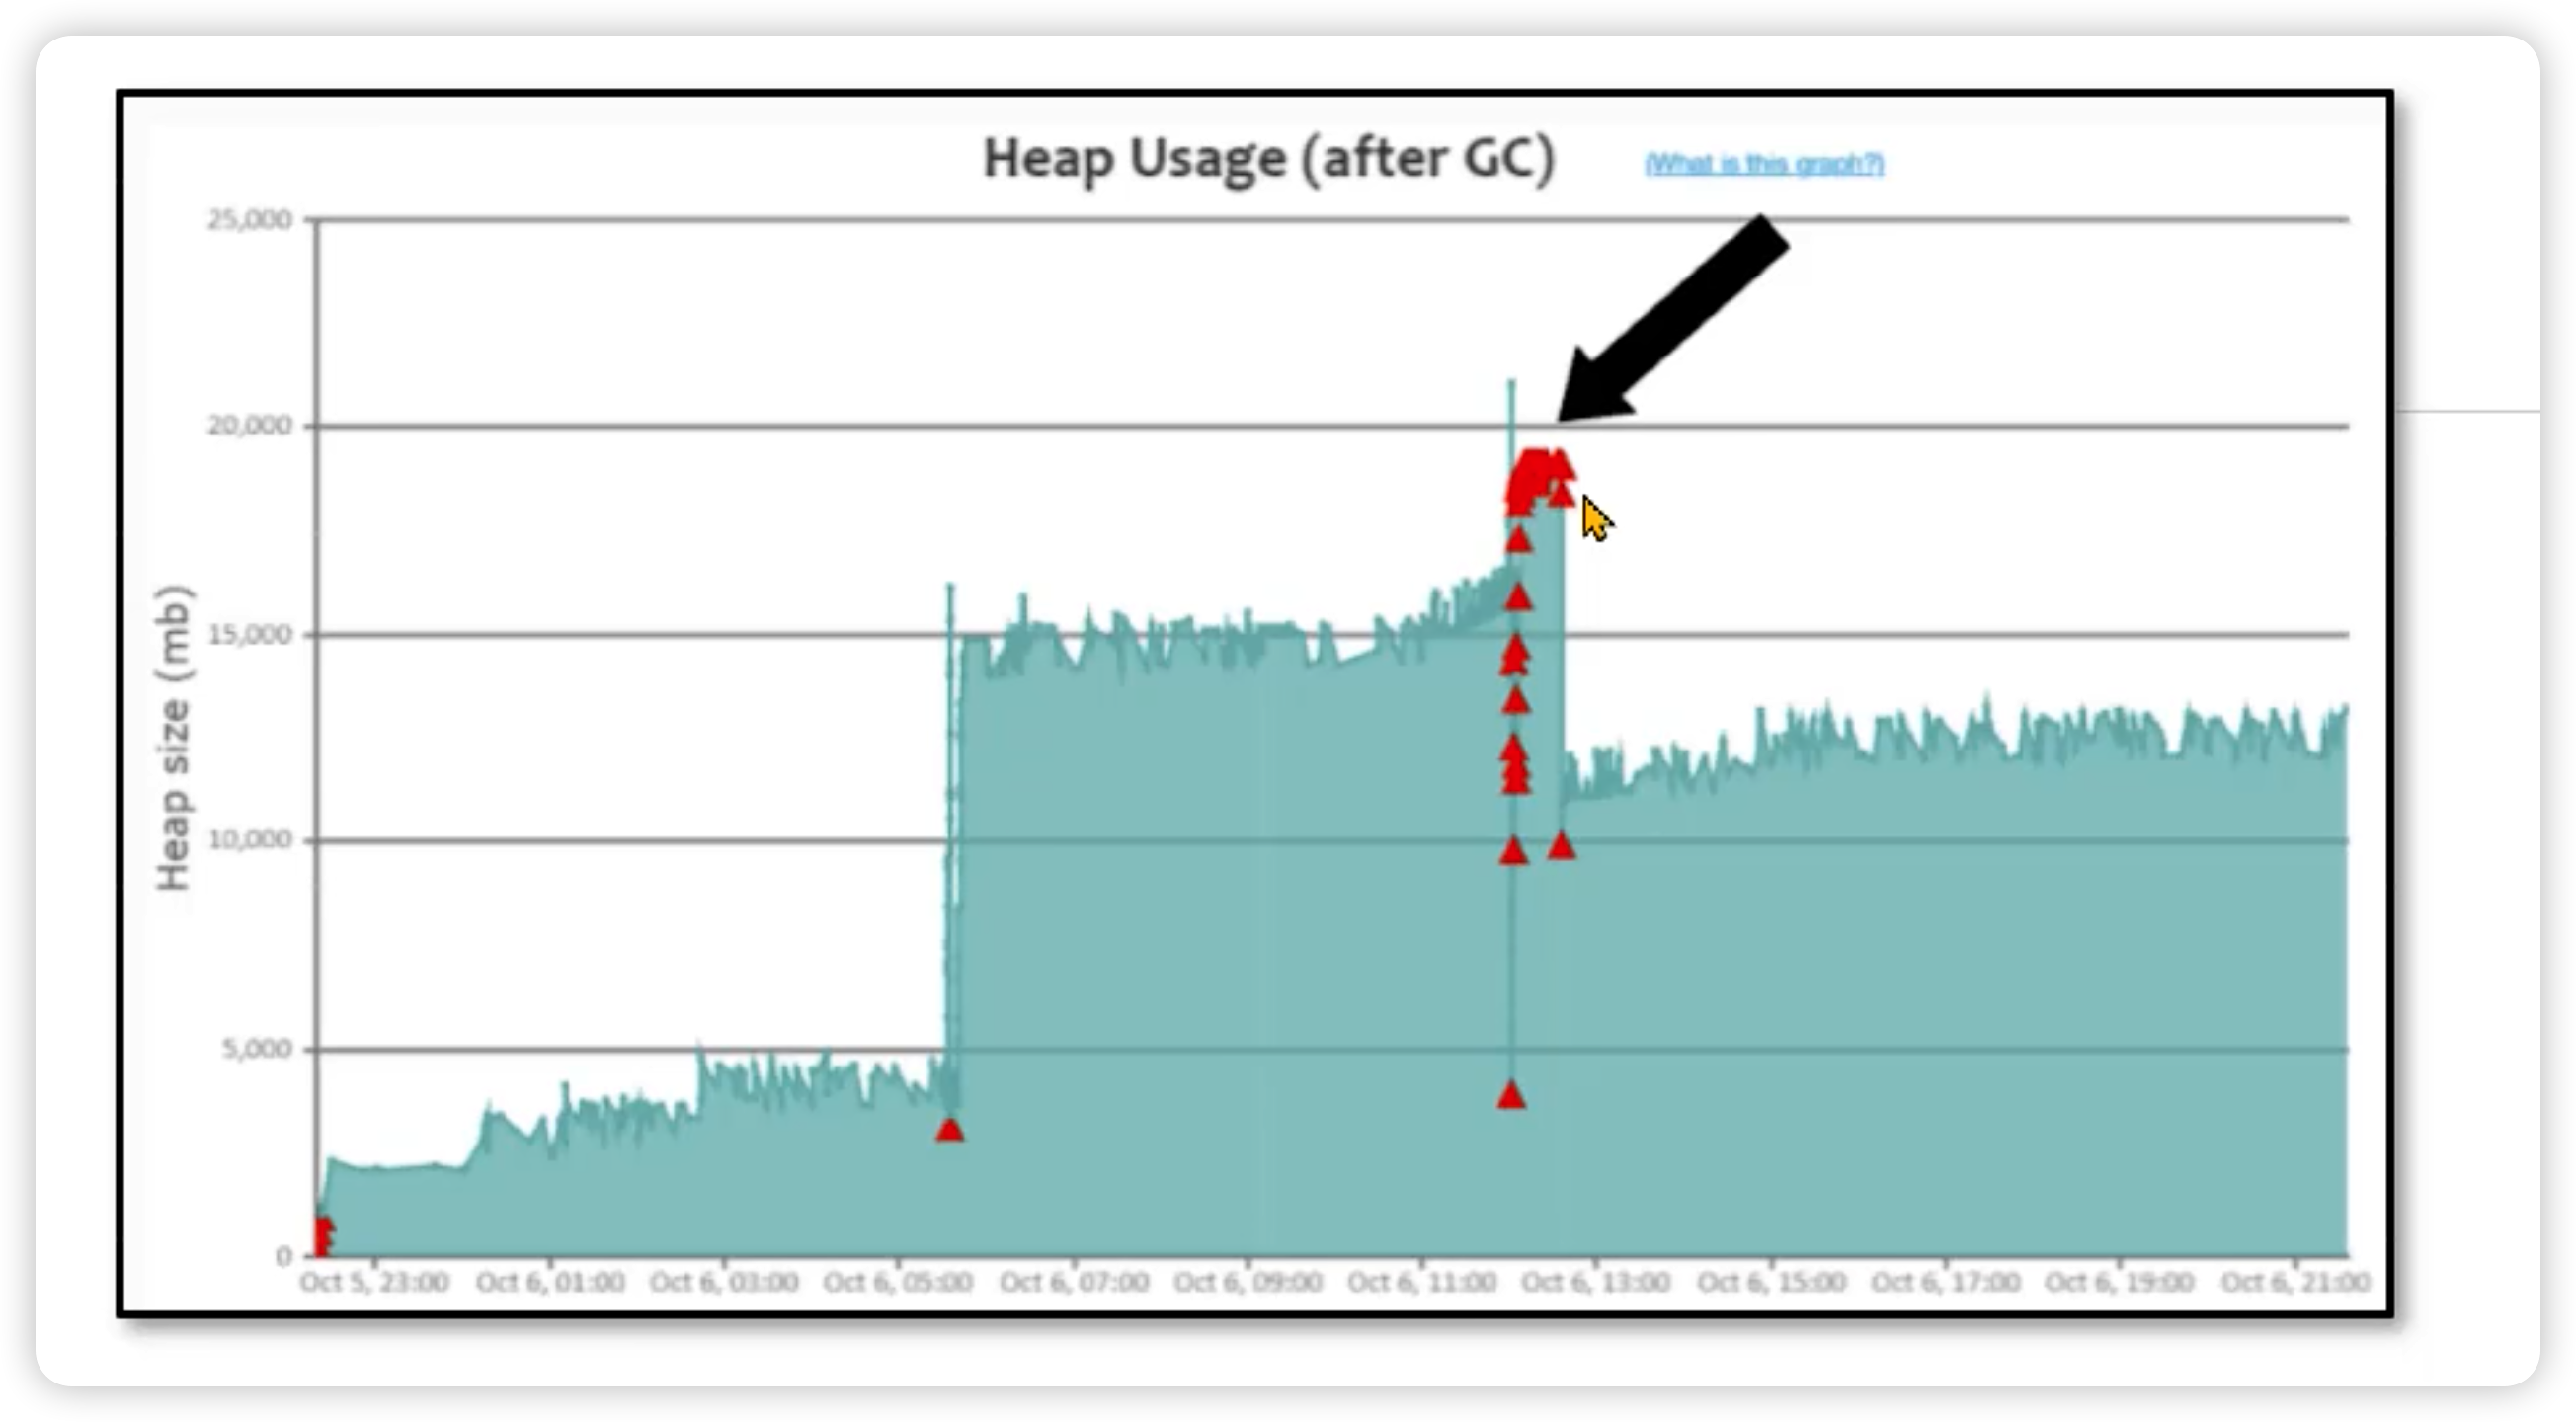 Heap Usage (after GC) (What is this graph?)
25,000
20,000
15,000
10,000
5,000
0
Heap size (mb)
Oct 5, 23:00 Oct 6, 01:00 Oct 6, 03:00 Oct 6, 05:00 Oct 6, 07:00 Oct 6, 09:00 Oct 6, 11:00 Oct 6, 13:00 Oct 6, 15:00 Oct 6, 17:00 Oct 6, 19:00 Oct 6, 21:00